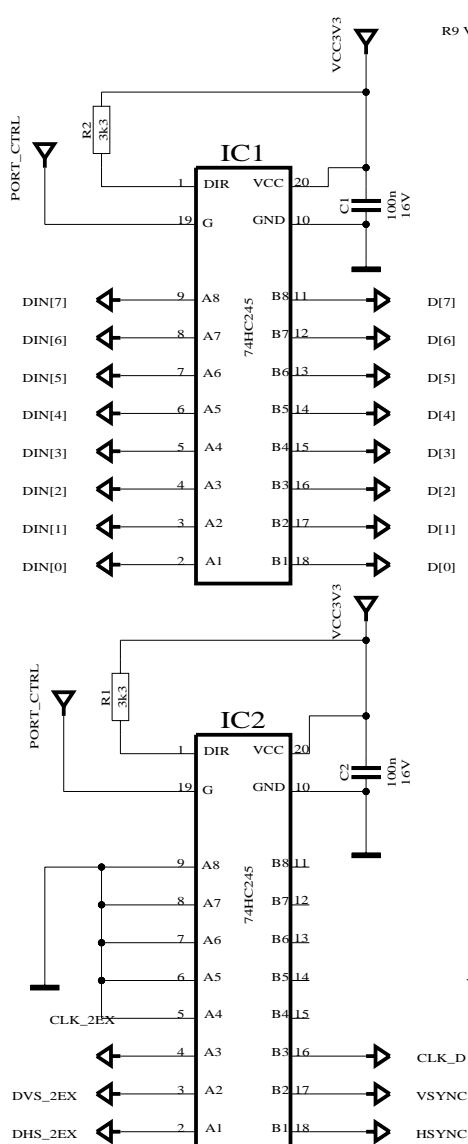 VCC3V3
R9 V
PORT_CTRL
R2
3k3
IC1
1 DIR VCC 20
19 G GND 10
C1
100n
16V
74HC245
DIN[7] 9 A8 B8 11 D[7]
DIN[6] 8 A7 B7 12 D[6]
DIN[5] 7 A6 B6 13 D[5]
DIN[4] 6 A5 B5 14 D[4]
DIN[3] 5 A4 B4 15 D[3]
DIN[2] 4 A3 B3 16 D[2]
DIN[1] 3 A2 B2 17 D[1]
DIN[0] 2 A1 B1 18 D[0]
VCC3V3
PORT_CTRL
R1
3k3
IC2
1 DIR VCC 20
19 G GND 10
C2
100n
16V
74HC245
9 A8 B8 11
8 A7 B7 12
7 A6 B6 13
6 A5 B5 14
5 A4 B4 15
CLK_2EX
4 A3 B3 16 CLK_D
DVS_2EX 3 A2 B2 17 VSYNC
DHS_2EX 2 A1 B1 18 HSYNC